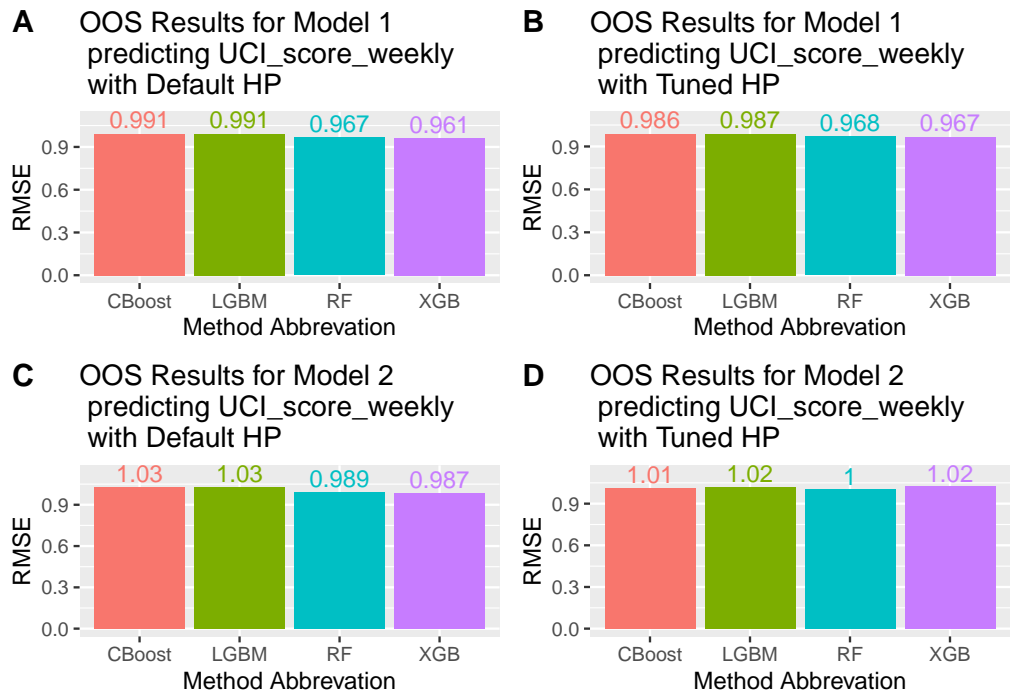 A
OOS Results for Model 1
predicting UCI_score_weekly
with Default HP
0.991 0.991 0.967 0.961
0.9
0.6
0.3
0.0
RMSE
CBoost LGBM RF XGB
Method Abbrevation
B
OOS Results for Model 1
predicting UCI_score_weekly
with Tuned HP
0.986 0.987 0.968 0.967
0.9
0.6
0.3
0.0
RMSE
CBoost LGBM RF XGB
Method Abbrevation
C
OOS Results for Model 2
predicting UCI_score_weekly
with Default HP
1.03 1.03 0.989 0.987
0.9
0.6
0.3
0.0
RMSE
CBoost LGBM RF XGB
Method Abbrevation
D
OOS Results for Model 2
predicting UCI_score_weekly
with Tuned HP
1.01 1.02 1 1.02
0.9
0.6
0.3
0.0
RMSE
CBoost LGBM RF XGB
Method Abbrevation